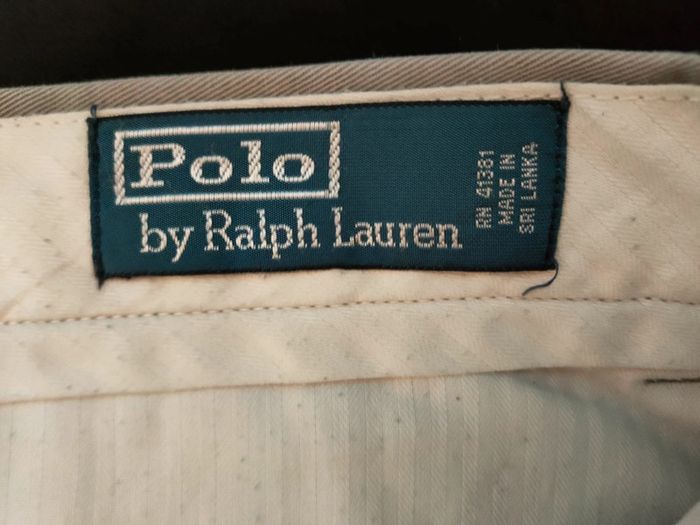 Polo
by Ralph Lauren
RN 41381
MADE IN
SRI LANKA